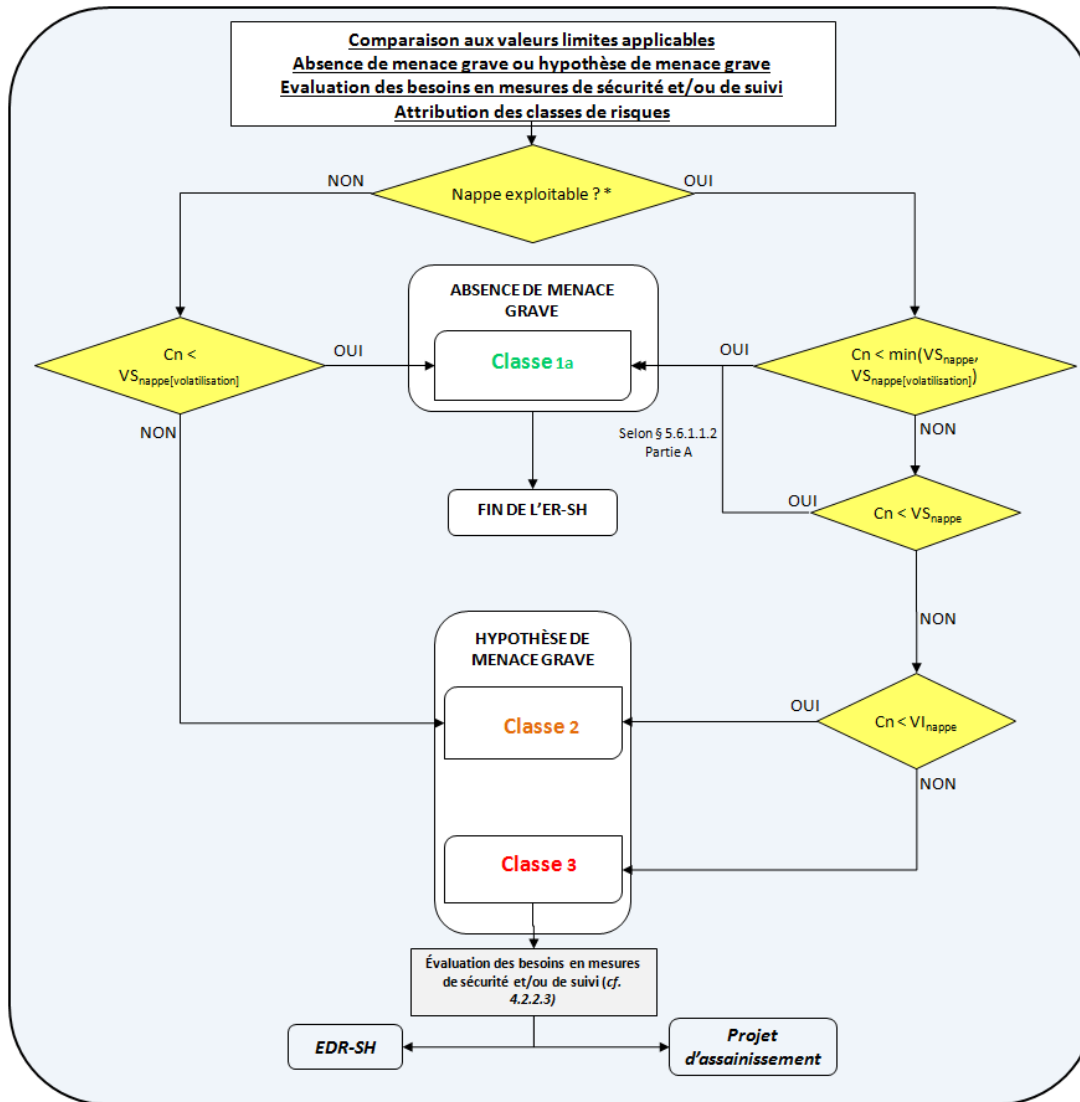 Comparaison aux valeurs limites applicables
Absence de menace grave ou hypothèse de menace grave
Evaluation des besoins en mesures de sécurité et/ou de suivi
Attribution des classes de risques
NON
OUI
Nappe exploitable ? *
ABSENCE DE MENACE
GRAVE
Classe 1a
Cn <
VSnappe[volatilisation]
OUI
NON
OUI
Cn < min(VSnappe,
VSnappe[volatilisation])
NON
Selon § 5.6.1.1.2
Partie A
FIN DE L'ER-SH
OUI
Cn < VSnappe
NON
HYPOTHÈSE DE
MENACE GRAVE
Classe 2
OUI
Cn < VInappe
NON
Classe 3
Évaluation des besoins en mesures
de sécurité et/ou de suivi (cf.
4.2.2.3)
EDR-SH
Projet
d'assainissement